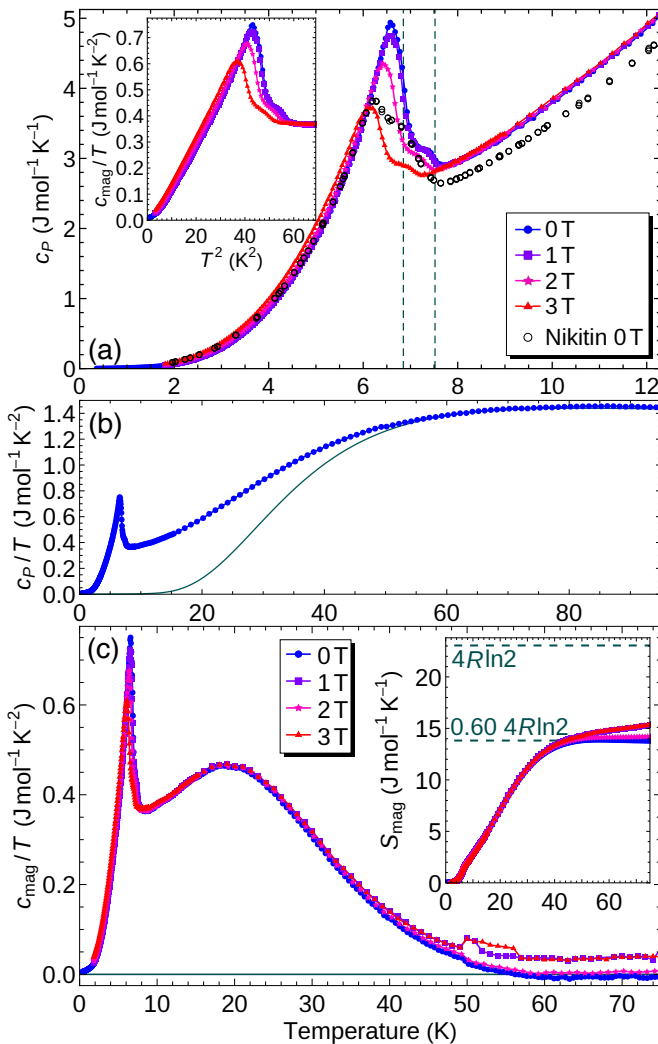 5
4
3
2
1
0
c_P (J mol⁻¹ K⁻¹)
0.7
0.6
0.5
0.4
0.3
0.2
0.1
0.0
c_mag/T (J mol⁻¹ K⁻²)
0 20 40 60
T² (K²)
0 T
1 T
2 T
3 T
Nikitin 0 T
(a)
0 2 4 6 8 10 12
(b)
1.4
1.2
1.0
0.8
0.6
0.4
0.2
0.0
c_P/T (J mol⁻¹ K⁻²)
0 20 40 60 80
(c)
0.6
0.4
0.2
0.0
c_mag/T (J mol⁻¹ K⁻²)
0 T
1 T
2 T
3 T
20
15
10
5
0
S_mag (J mol⁻¹ K⁻¹)
4Rln2
0.60 4Rln2
0 20 40 60
0 10 20 30 40 50 60 70
Temperature (K)